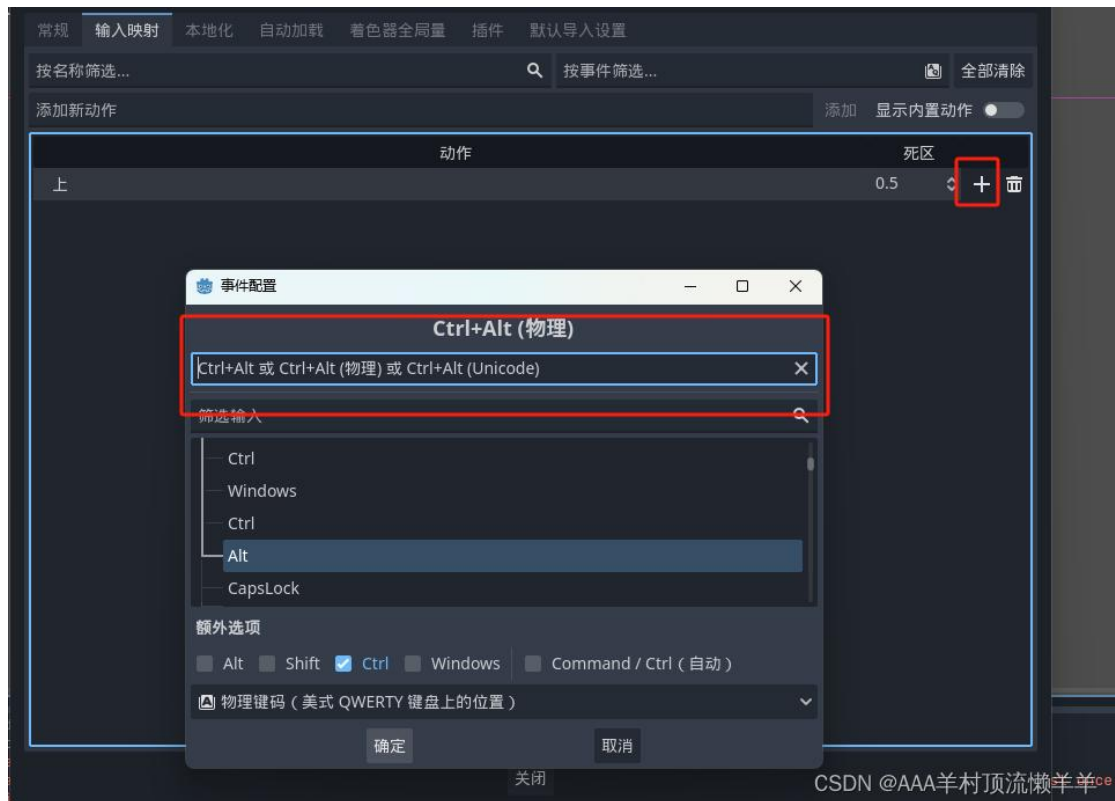 常规 输入映射 本地化 自动加载 着色器全局量 插件 默认导入设置
按名称筛选... 按事件筛选... 全部清除
添加新动作 添加 显示内置动作
动作 死区
上 0.5
事件配置
Ctrl+Alt (物理)
Ctrl+Alt 或 Ctrl+Alt (物理) 或 Ctrl+Alt (Unicode)
筛选输入
Ctrl
Windows
Ctrl
Alt
CapsLock
额外选项
Alt Shift Ctrl Windows Command / Ctrl（自动）
物理键码（美式 QWERTY 键盘上的位置）
确定 取消
关闭
CSDN @AAA羊村顶流懒羊羊